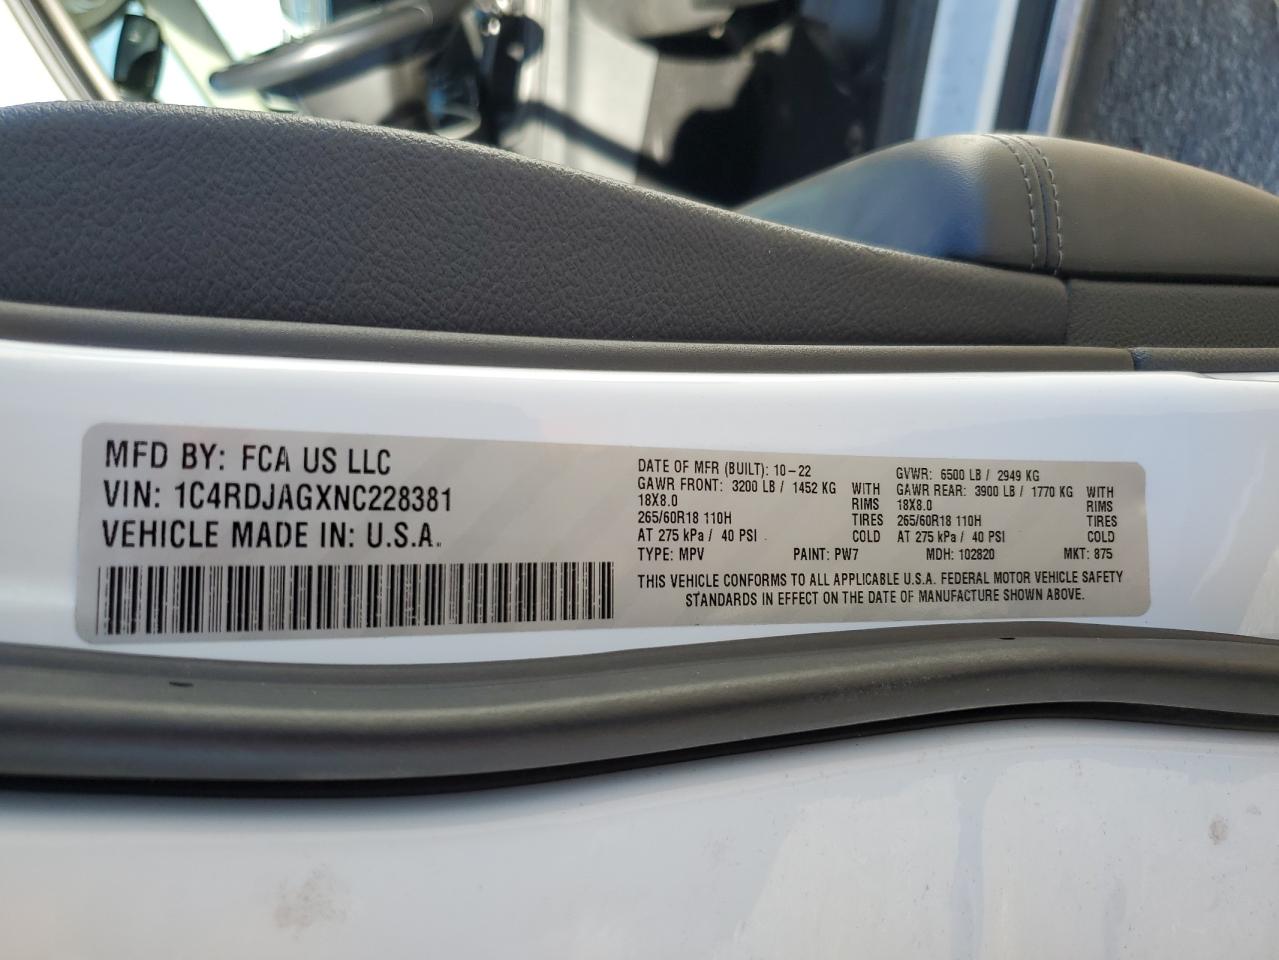 MFD BY: FCA US LLC
VIN: 1C4RDJAGXNC228381
VEHICLE MADE IN: U.S.A.
DATE OF MFR (BUILT): 10-22
GAWR FRONT: 3200 LB / 1452 KG WITH
18X8.0 RIMS
265/60R18 110H TIRES
AT 275 kPa / 40 PSI COLD
TYPE: MPV PAINT: PW7
GVWR: 6500 LB / 2949 KG
GAWR REAR: 3900 LB / 1770 KG WITH
18X8.0 RIMS
265/60R18 110H TIRES
AT 275 kPa / 40 PSI COLD
MDH: 102820 MKT: 875
THIS VEHICLE CONFORMS TO ALL APPLICABLE U.S.A. FEDERAL MOTOR VEHICLE SAFETY
STANDARDS IN EFFECT ON THE DATE OF MANUFACTURE SHOWN ABOVE.